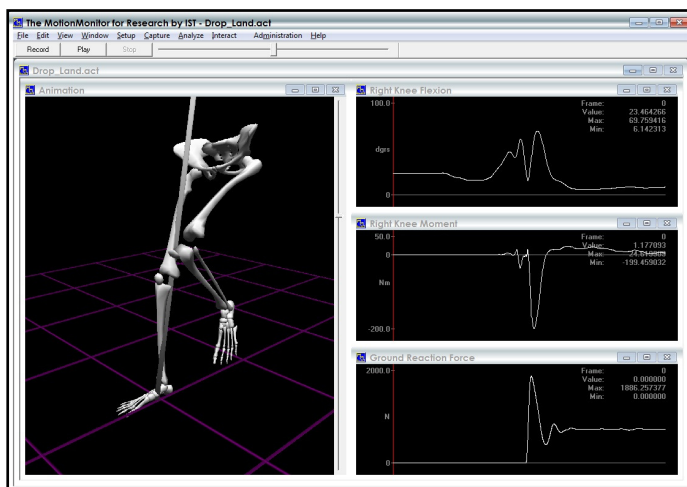 The MotionMonitor for Research by IST - Drop_Land.act
File Edit View Window Setup Capture Analyze Interact Administration Help
Record Play Stop
Drop_Land.act
Animation
Right Knee Flexion
100.0
dgrs
0
Frame: 0
Value: 23.464266
Max: 69.759416
Min: 6.142313
Right Knee Moment
50.0
0
Nm
-200.0
Frame: 0
Value: 1.177093
Max:
Min: -199.459032
Ground Reaction Force
2000.0
N
0
Frame: 0
Value: 0.000000
Max: 1886.257377
Min: 0.000000